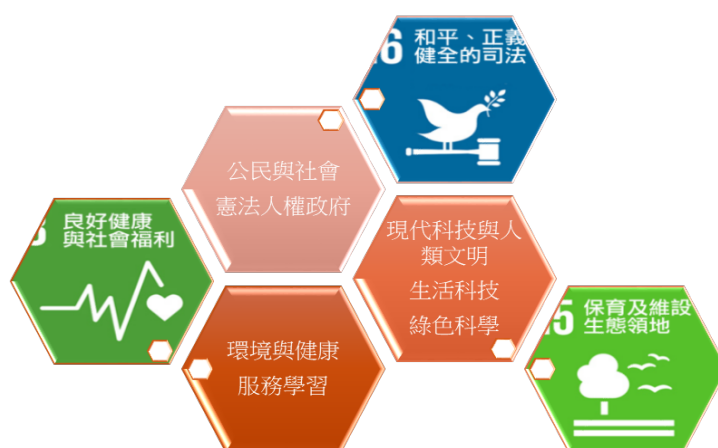 6 和平、正義
健全的司法
公民與社會
憲法人權政府
良好健康
與社會福利
現代科技與人
類文明
生活科技
綠色科學
環境與健康
服務學習
5 保育及維設
生態領地